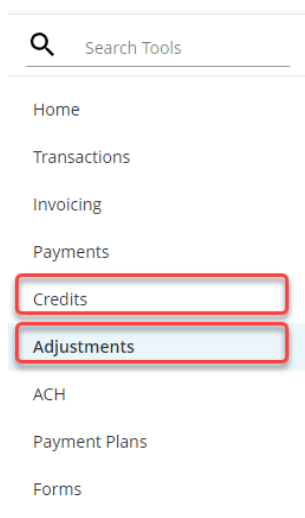 Search Tools
Home
Transactions
Invoicing
Payments
Credits
Adjustments
ACH
Payment Plans
Forms